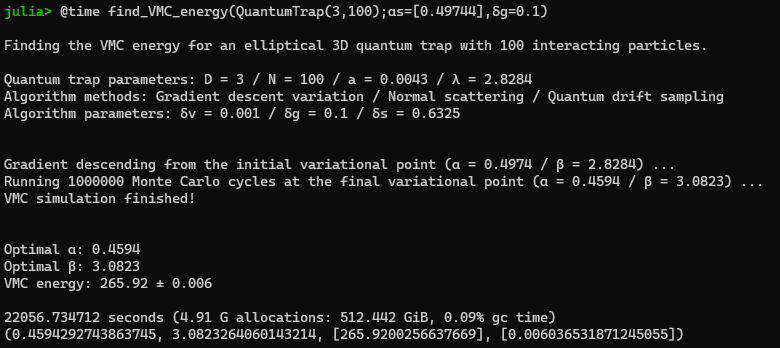 julia> @time find_VMC_energy(QuantumTrap(3,100);αs=[0.49744],δg=0.1)
Finding the VMC energy for an elliptical 3D quantum trap with 100 interacting particles.
Quantum trap parameters: D = 3 / N = 100 / a = 0.0043 / λ = 2.8284
Algorithm methods: Gradient descent variation / Normal scattering / Quantum drift sampling
Algorithm parameters: δv = 0.001 / δg = 0.1 / δs = 0.6325
Gradient descending from the initial variational point (α = 0.4974 / β = 2.8284) ...
Running 1000000 Monte Carlo cycles at the final variational point (α = 0.4594 / β = 3.0823) ...
VMC simulation finished!
Optimal α: 0.4594
Optimal β: 3.0823
VMC energy: 265.92 ± 0.006
22056.734712 seconds (4.91 G allocations: 512.442 GiB, 0.09% gc time)
(0.4594292743863745, 3.0823264060143214, [265.9200256637669], [0.006036531871245055])